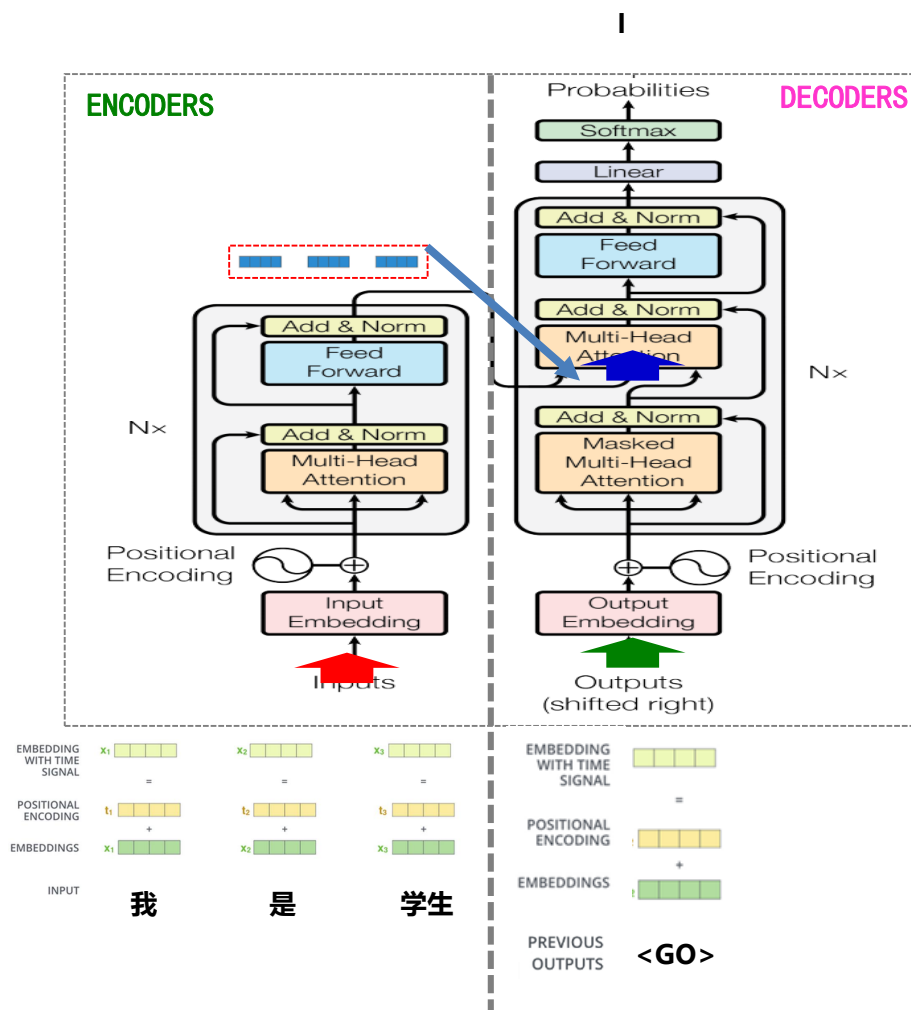 I
ENCODERS
DECODERS
Probabilities
Softmax
Linear
Add & Norm
Feed
Forward
Add & Norm
Multi-Head
Attention
Nx
Add & Norm
Masked
Multi-Head
Attention
Add & Norm
Feed
Forward
Nx
Add & Norm
Multi-Head
Attention
Positional
Encoding
Positional
Encoding
Input
Embedding
Output
Embedding
Inputs
Outputs
(shifted right)
EMBEDDING
WITH TIME
SIGNAL
x1
x2
x3
=
=
=
POSITIONAL
ENCODING
t1
t2
t3
+
+
+
EMBEDDINGS
x1
x2
x3
INPUT
我
是
学生
EMBEDDING
WITH TIME
SIGNAL
=
POSITIONAL
ENCODING
+
EMBEDDINGS
PREVIOUS
OUTPUTS
<GO>